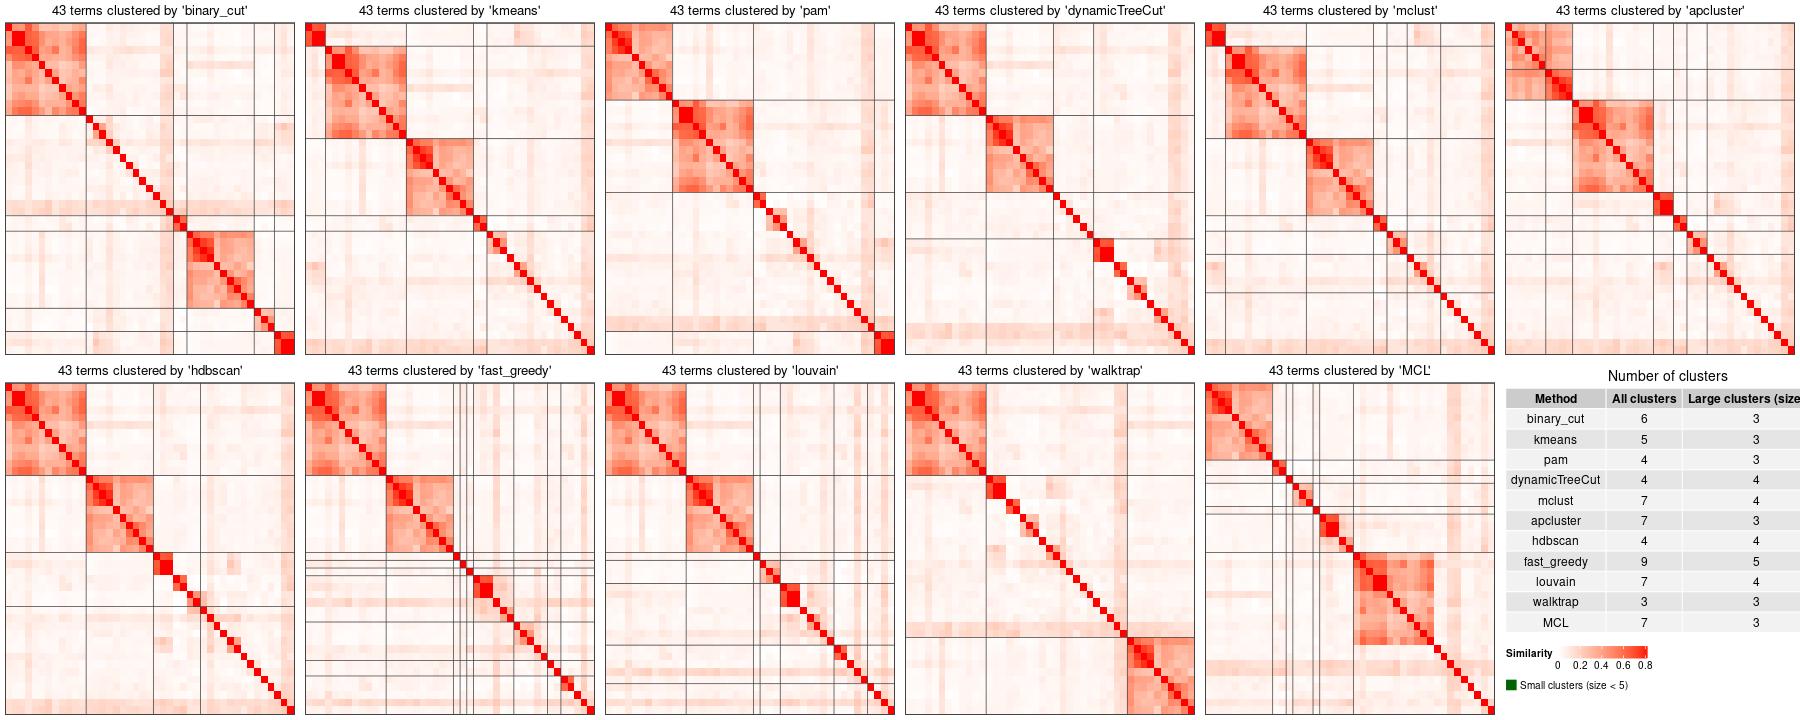 43 terms clustered by 'binary_cut'
43 terms clustered by 'kmeans'
43 terms clustered by 'pam'
43 terms clustered by 'dynamicTreeCut'
43 terms clustered by 'mclust'
43 terms clustered by 'apcluster'
43 terms clustered by 'hdbscan'
43 terms clustered by 'fast_greedy'
43 terms clustered by 'louvain'
43 terms clustered by 'walktrap'
43 terms clustered by 'MCL'
Number of clusters
Method All clusters Large clusters (size
binary_cut 6 3
kmeans 5 3
pam 4 3
dynamicTreeCut 4 4
mclust 7 4
apcluster 7 3
hdbscan 4 4
fast_greedy 9 5
louvain 7 4
walktrap 3 3
MCL 7 3
Similarity
0 0.2 0.4 0.6 0.8
Small clusters (size < 5)